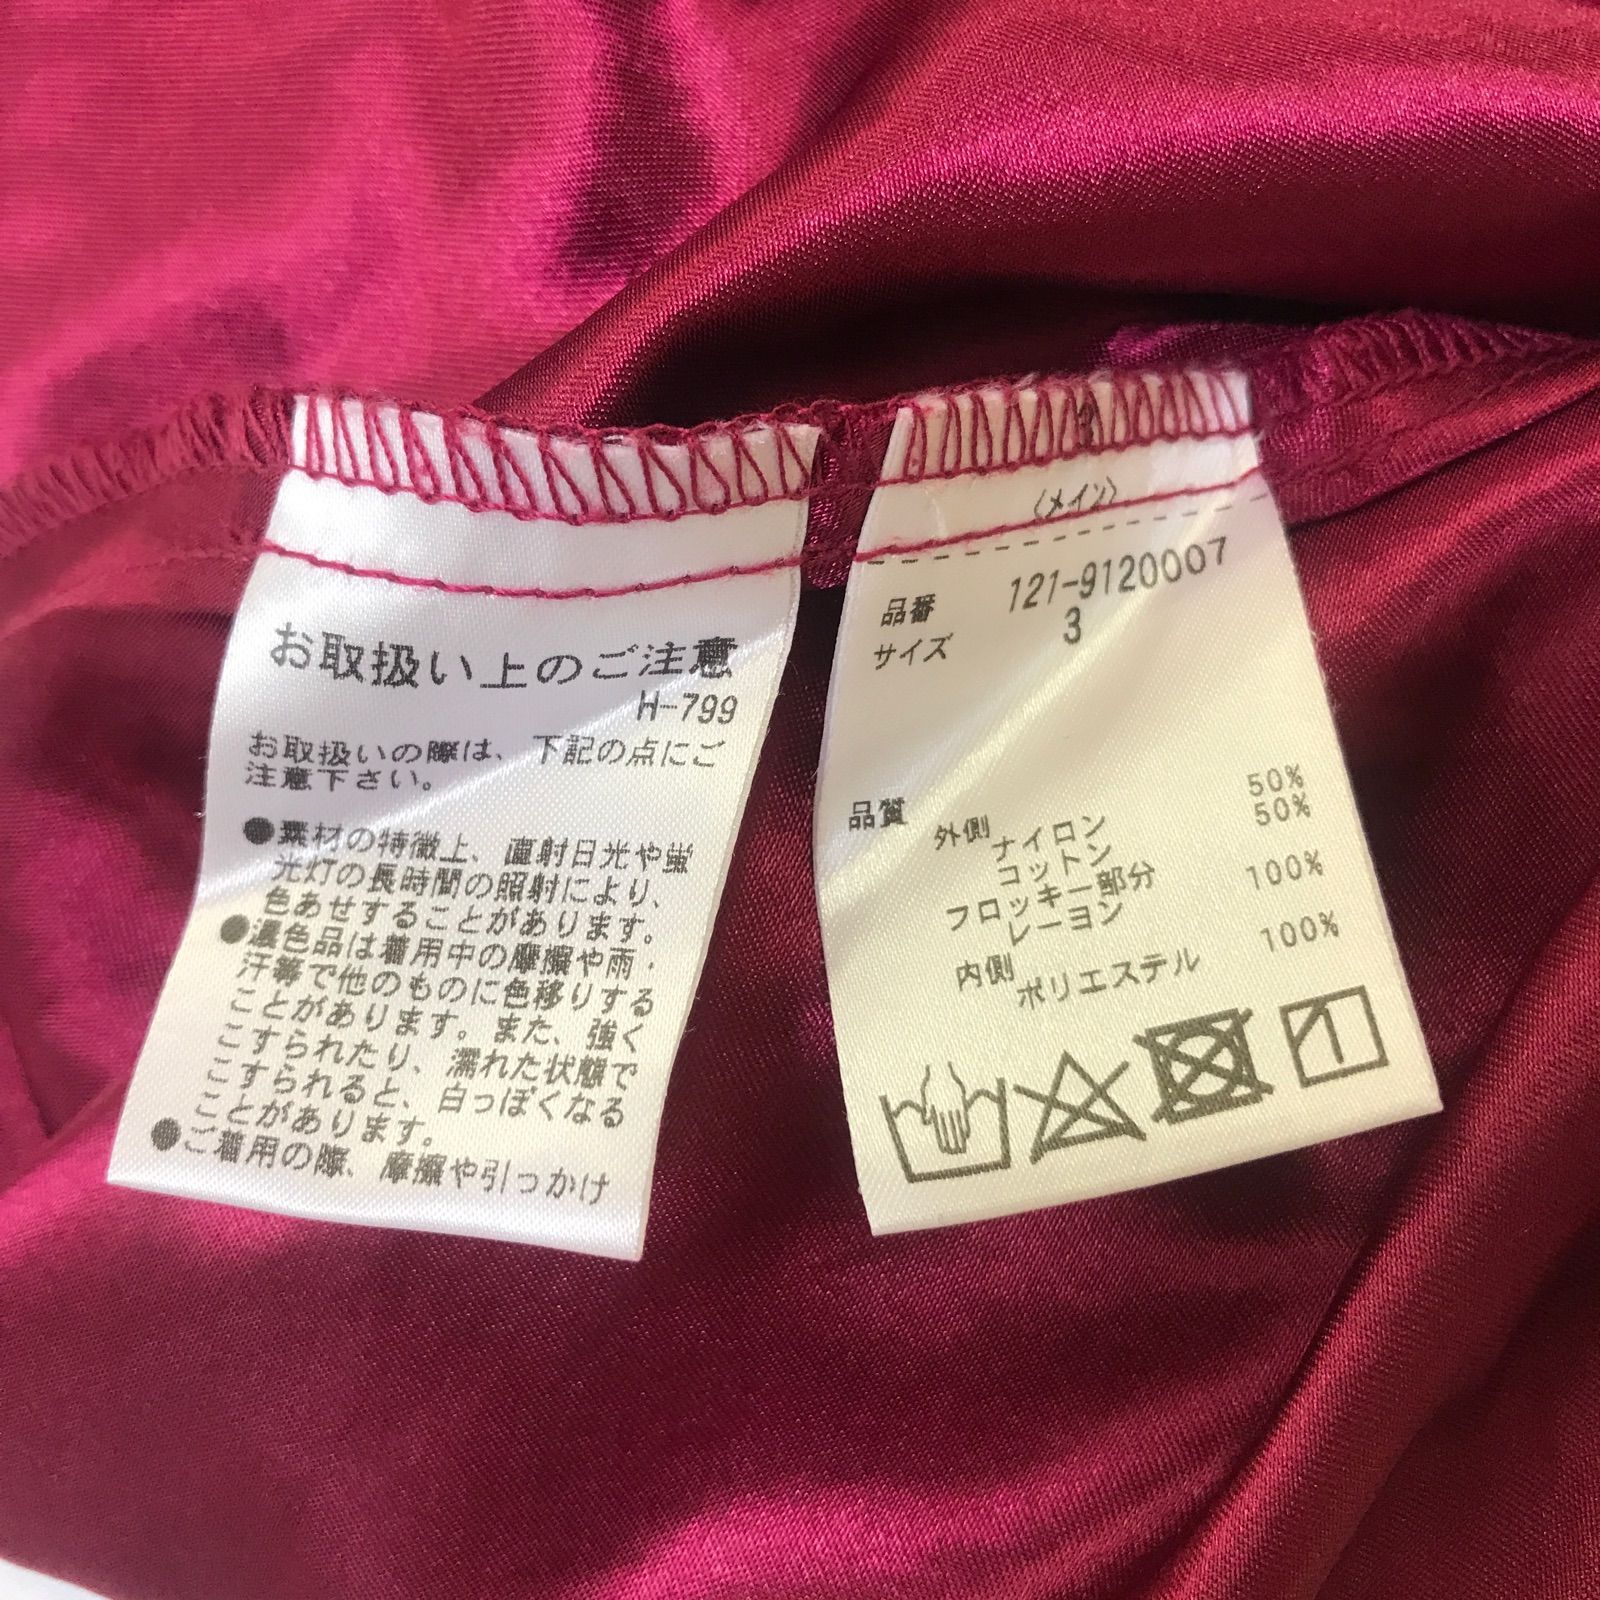 お取扱い上のご注意
H-799
お取扱いの際は、下記の点にご
注意下さい。
●素材の特徴上、直射日光や蛍
光灯の長時間の照射により、
色あせすることがあります。
●濃色品は着用中の摩擦や雨・
汗等で他のものに色移りする
ことがあります。また、強く
こすられたり、濡れた状態で
こすられると、白っぽくなる
ことがあります。
●ご着用の際、摩擦や引っかけ
〈メイン〉
品番 121-9120007
サイズ 3
品質
外側
ナイロン 50%
コットン 50%
フロッキー部分
レーヨン 100%
内側
ポリエステル 100%